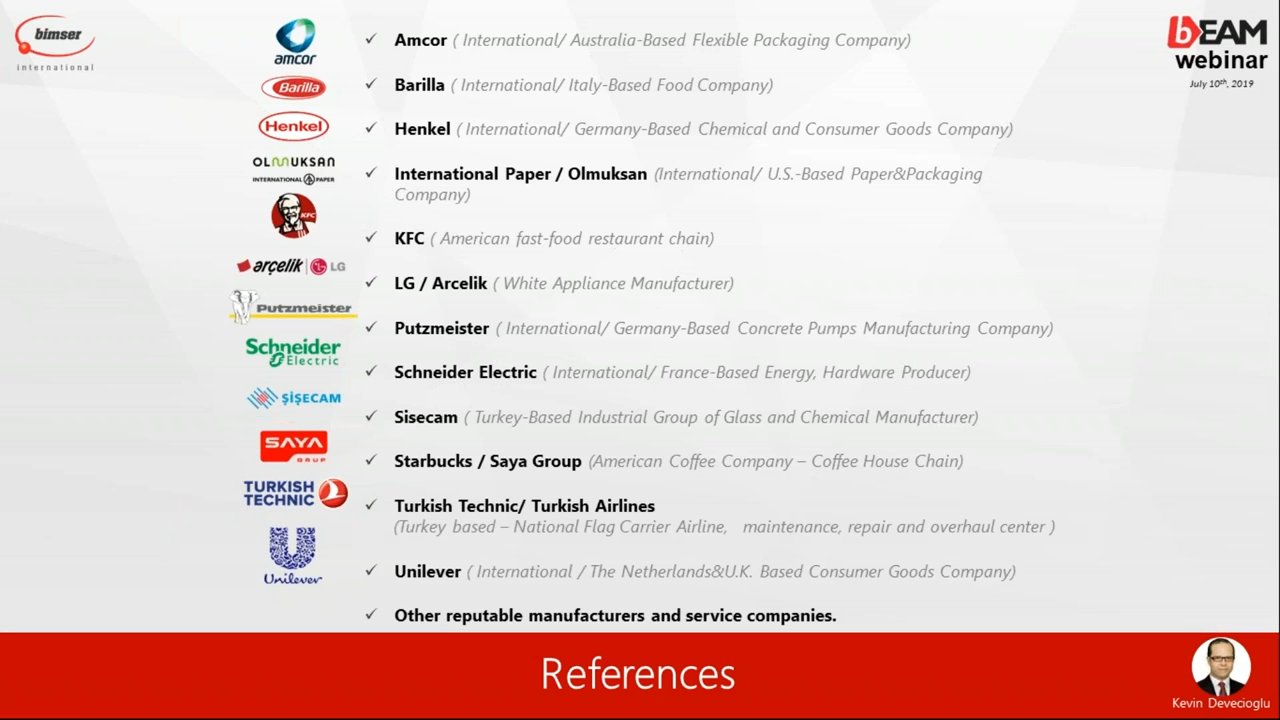 bimser
international
bEAM
webinar
July 10th, 2019
amcor
✓ Amcor ( International/ Australia-Based Flexible Packaging Company)
Barilla
✓ Barilla ( International/ Italy-Based Food Company)
Henkel
✓ Henkel ( International/ Germany-Based Chemical and Consumer Goods Company)
OLMUKSAN
INTERNATIONAL PAPER
✓ International Paper / Olmuksan (International/ U.S.-Based Paper&Packaging
Company)
KFC
✓ KFC ( American fast-food restaurant chain)
arçelik | LG
✓ LG / Arcelik ( White Appliance Manufacturer)
Putzmeister
✓ Putzmeister ( International/ Germany-Based Concrete Pumps Manufacturing Company)
Schneider
Electric
✓ Schneider Electric ( International/ France-Based Energy, Hardware Producer)
ŞİŞECAM
✓ Sisecam ( Turkey-Based Industrial Group of Glass and Chemical Manufacturer)
SAYA
GRUP
✓ Starbucks / Saya Group (American Coffee Company – Coffee House Chain)
TURKISH
TECHNIC
✓ Turkish Technic/ Turkish Airlines
(Turkey based – National Flag Carrier Airline, maintenance, repair and overhaul center )
Unilever
✓ Unilever ( International / The Netherlands&U.K. Based Consumer Goods Company)
✓ Other reputable manufacturers and service companies.
References
Kevin Devecioglu